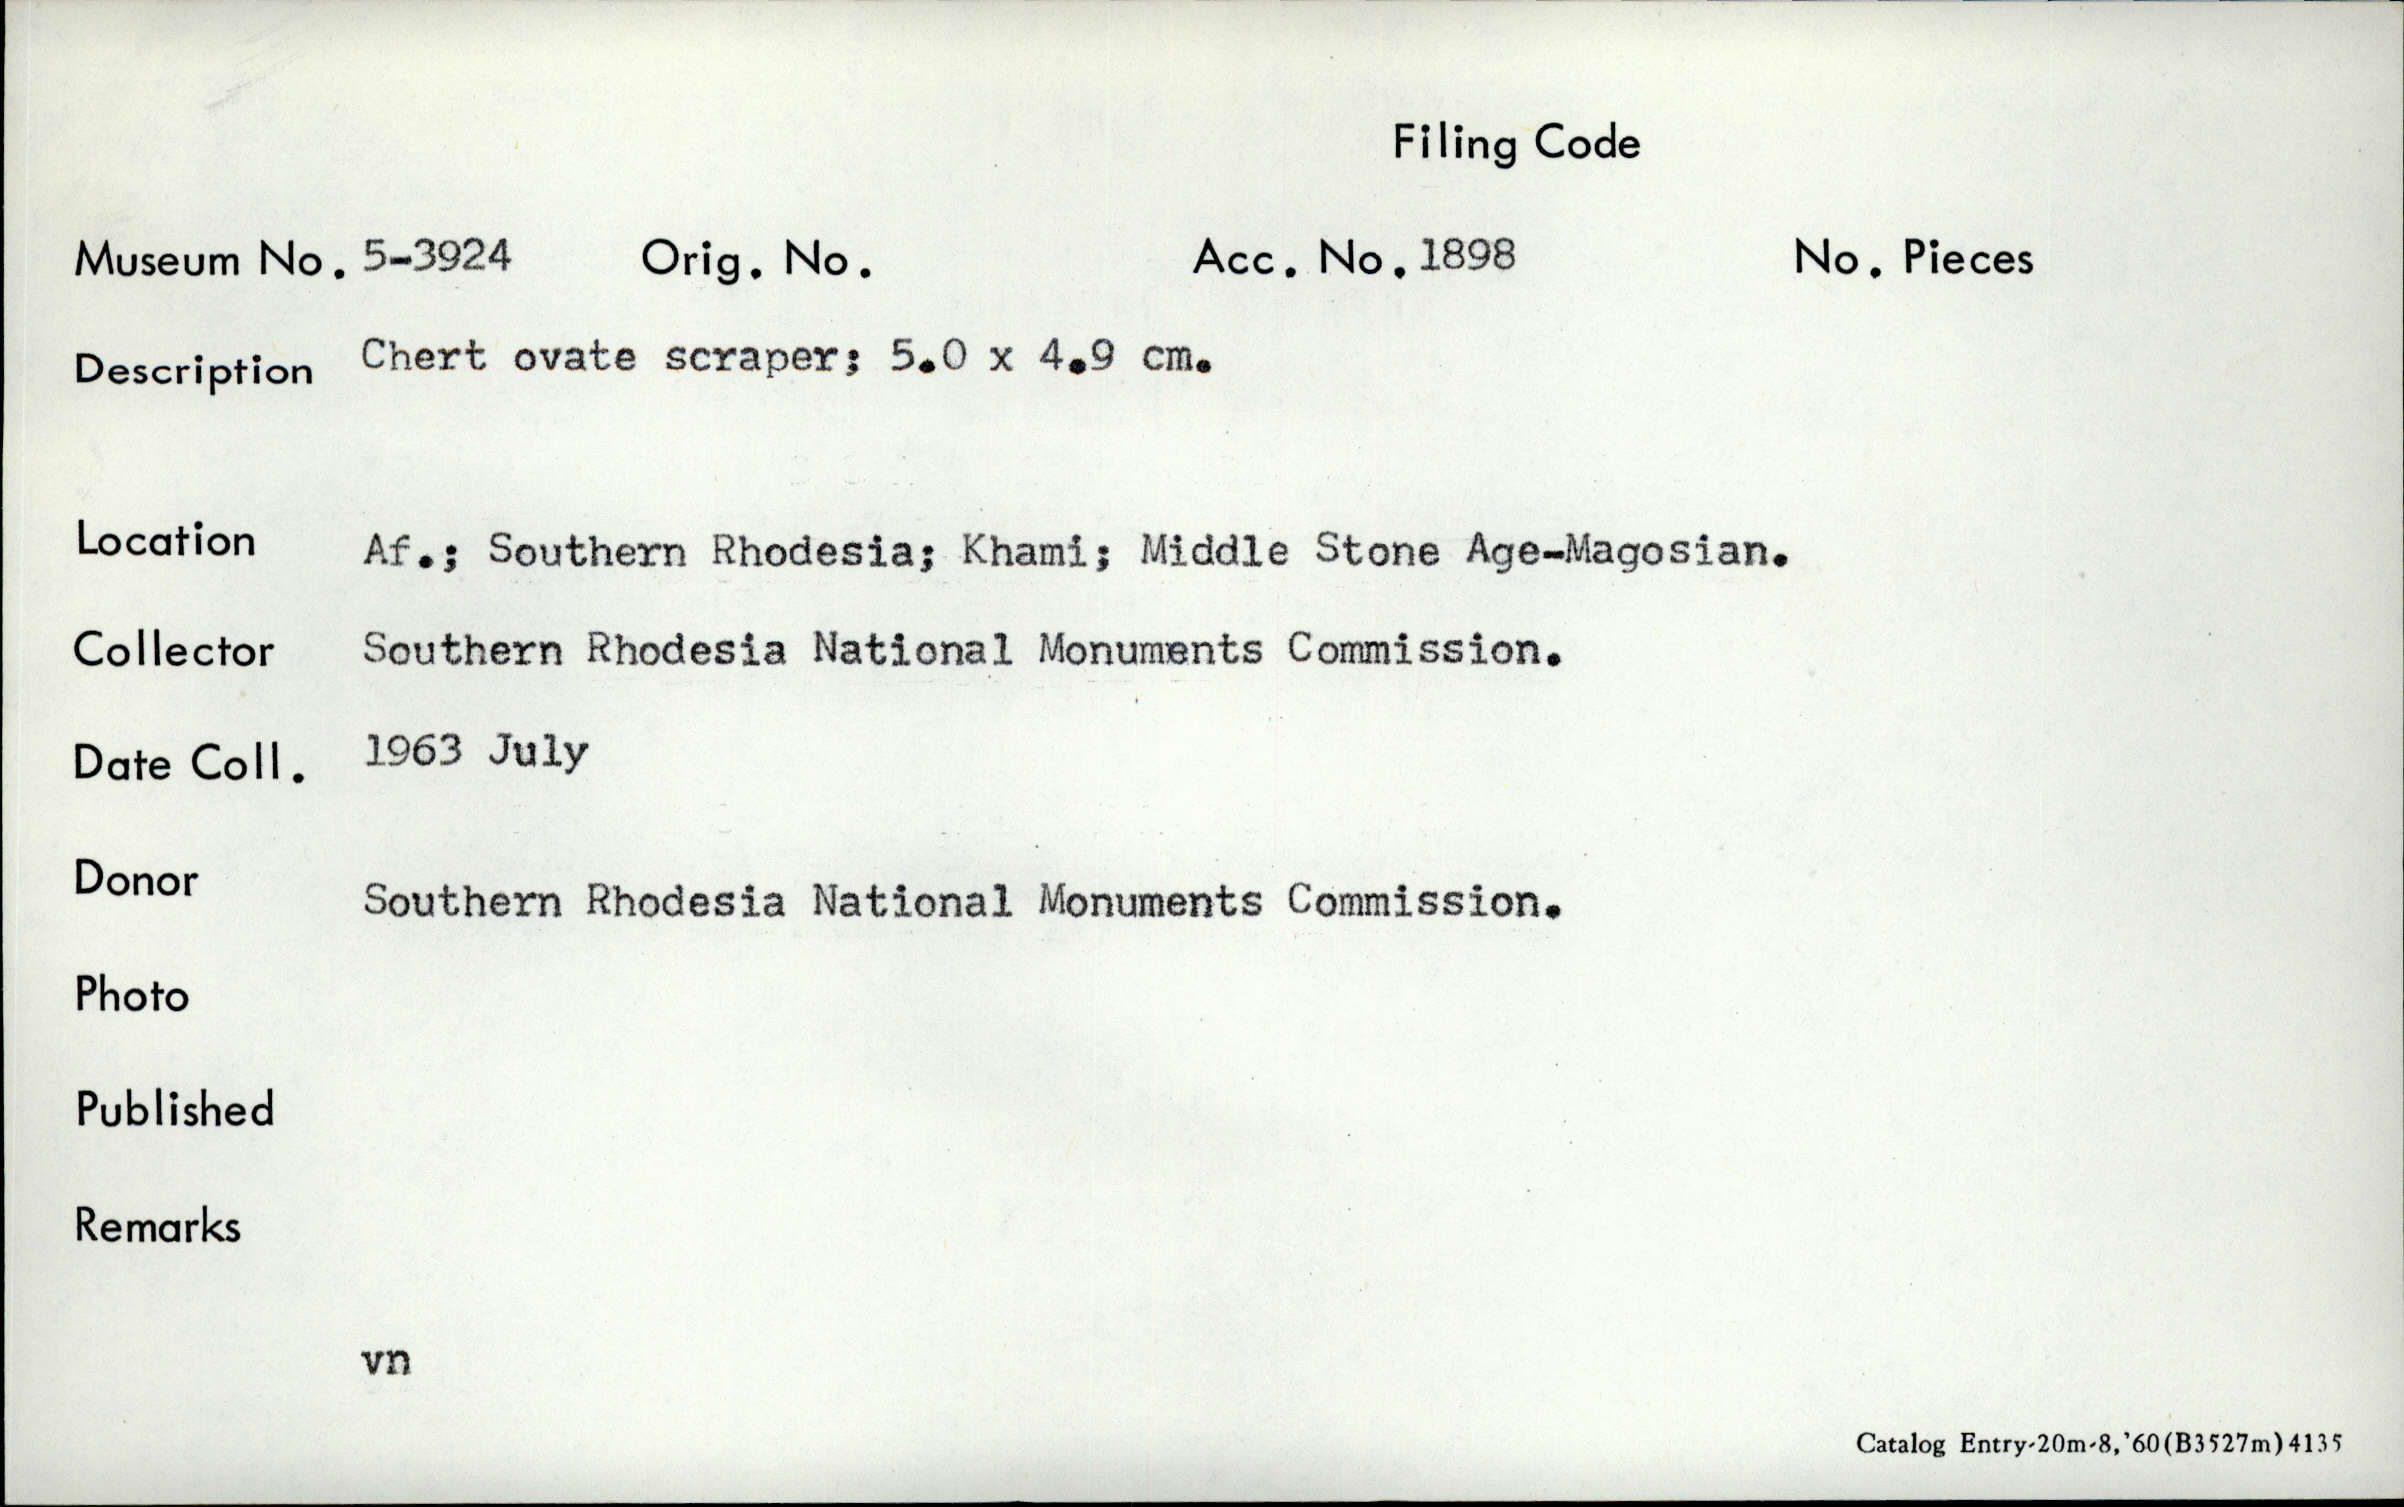 Filing Code
Museum No. 5-3924 Orig. No. Acc. No. 1898 No. Pieces
Description Chert ovate scraper; 5.0 x 4.9 cm.
Location Af.; Southern Rhodesia; Khami; Middle Stone Age-Magosian.
Collector Southern Rhodesia National Monuments Commission.
Date Coll. 1963 July
Donor Southern Rhodesia National Monuments Commission.
Photo
Published
Remarks
vn
Catalog Entry-20m-8,'60(B3527m)4135